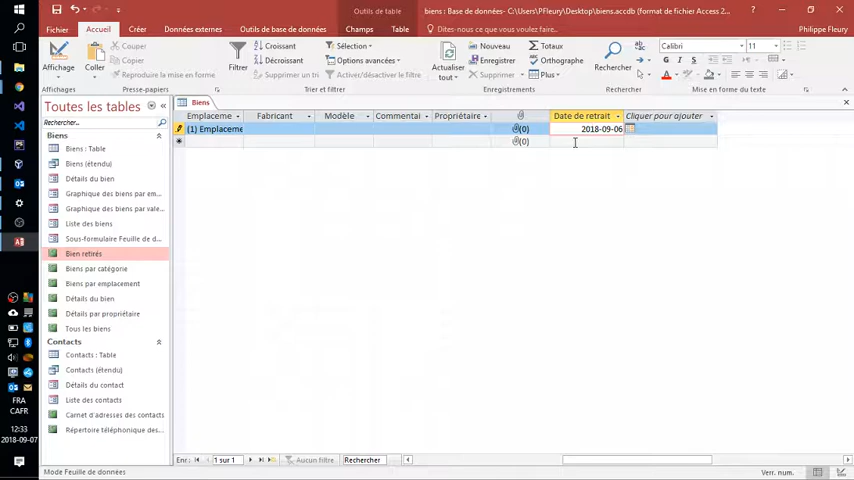 Outils de table
biens : Base de données- C:\Users\PFleury\Desktop\biens.accdb (format de fichier Access 2
Philippe Fleury
Fichier Accueil Créer Données externes Outils de base de données Champs Table Dites-nous ce que vous voulez faire
Affichage
Coller
Couper
Copier
Reproduire la mise en forme
Filtrer
Croissant
Décroissant
Supprimer un tri
Sélection
Options avancées
Activer/désactiver le filtre
Actualiser
tout
Nouveau
Enregistrer
Supprimer
Totaux
Orthographe
Plus
Rechercher
Calibri 11
G I S
Affichages Presse-papiers Trier et filtrer Enregistrements Rechercher Mise en forme du texte
Toutes les tables
Rechercher...
Biens
Biens : Table
Biens (étendu)
Détails du bien
Graphique des biens par em...
Graphique des biens par vale...
Liste des biens
Sous-formulaire Feuille de d...
Bien retirés
Biens par catégorie
Biens par emplacement
Détails du bien
Détails par propriétaire
Tous les biens
Contacts
Contacts : Table
Contacts (étendu)
Détails du contact
Liste des contacts
Carnet d'adresses des contacts
Répertoire téléphonique des...
Biens
Emplaceme Fabricant Modèle Commentai Propriétaire Date de retrait Cliquer pour ajouter
(1) Emplaceme (0) 2018-09-06
(0)
Enr : 1 sur 1 Aucun filtre Rechercher
Mode Feuille de données
Verr. num.
FRA
CAFR
12:33
2018-09-07